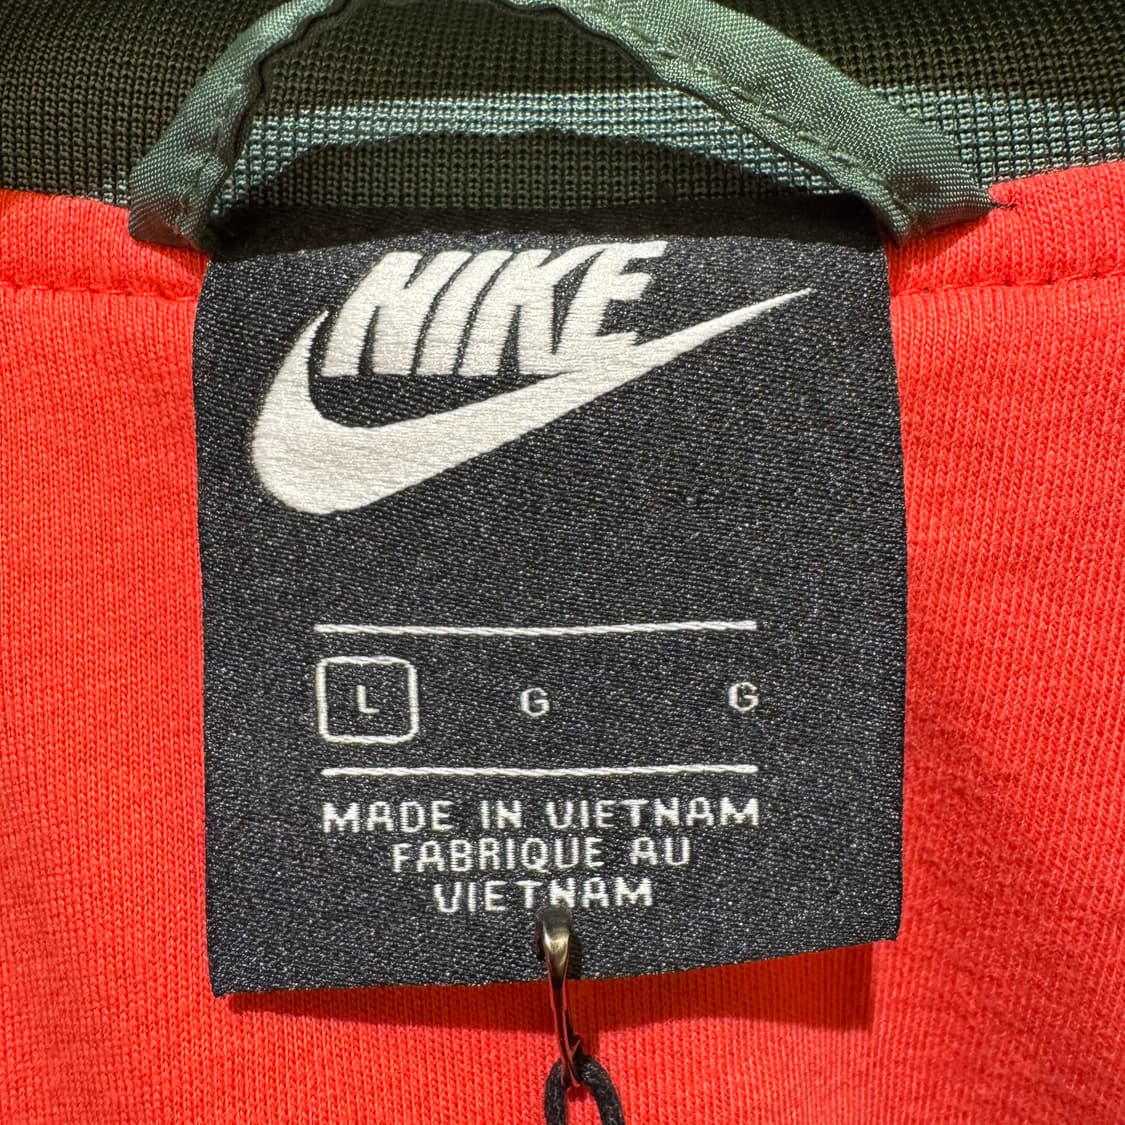 NIKE
L G G
MADE IN VIETNAM
FABRIQUE AU
VIETNAM